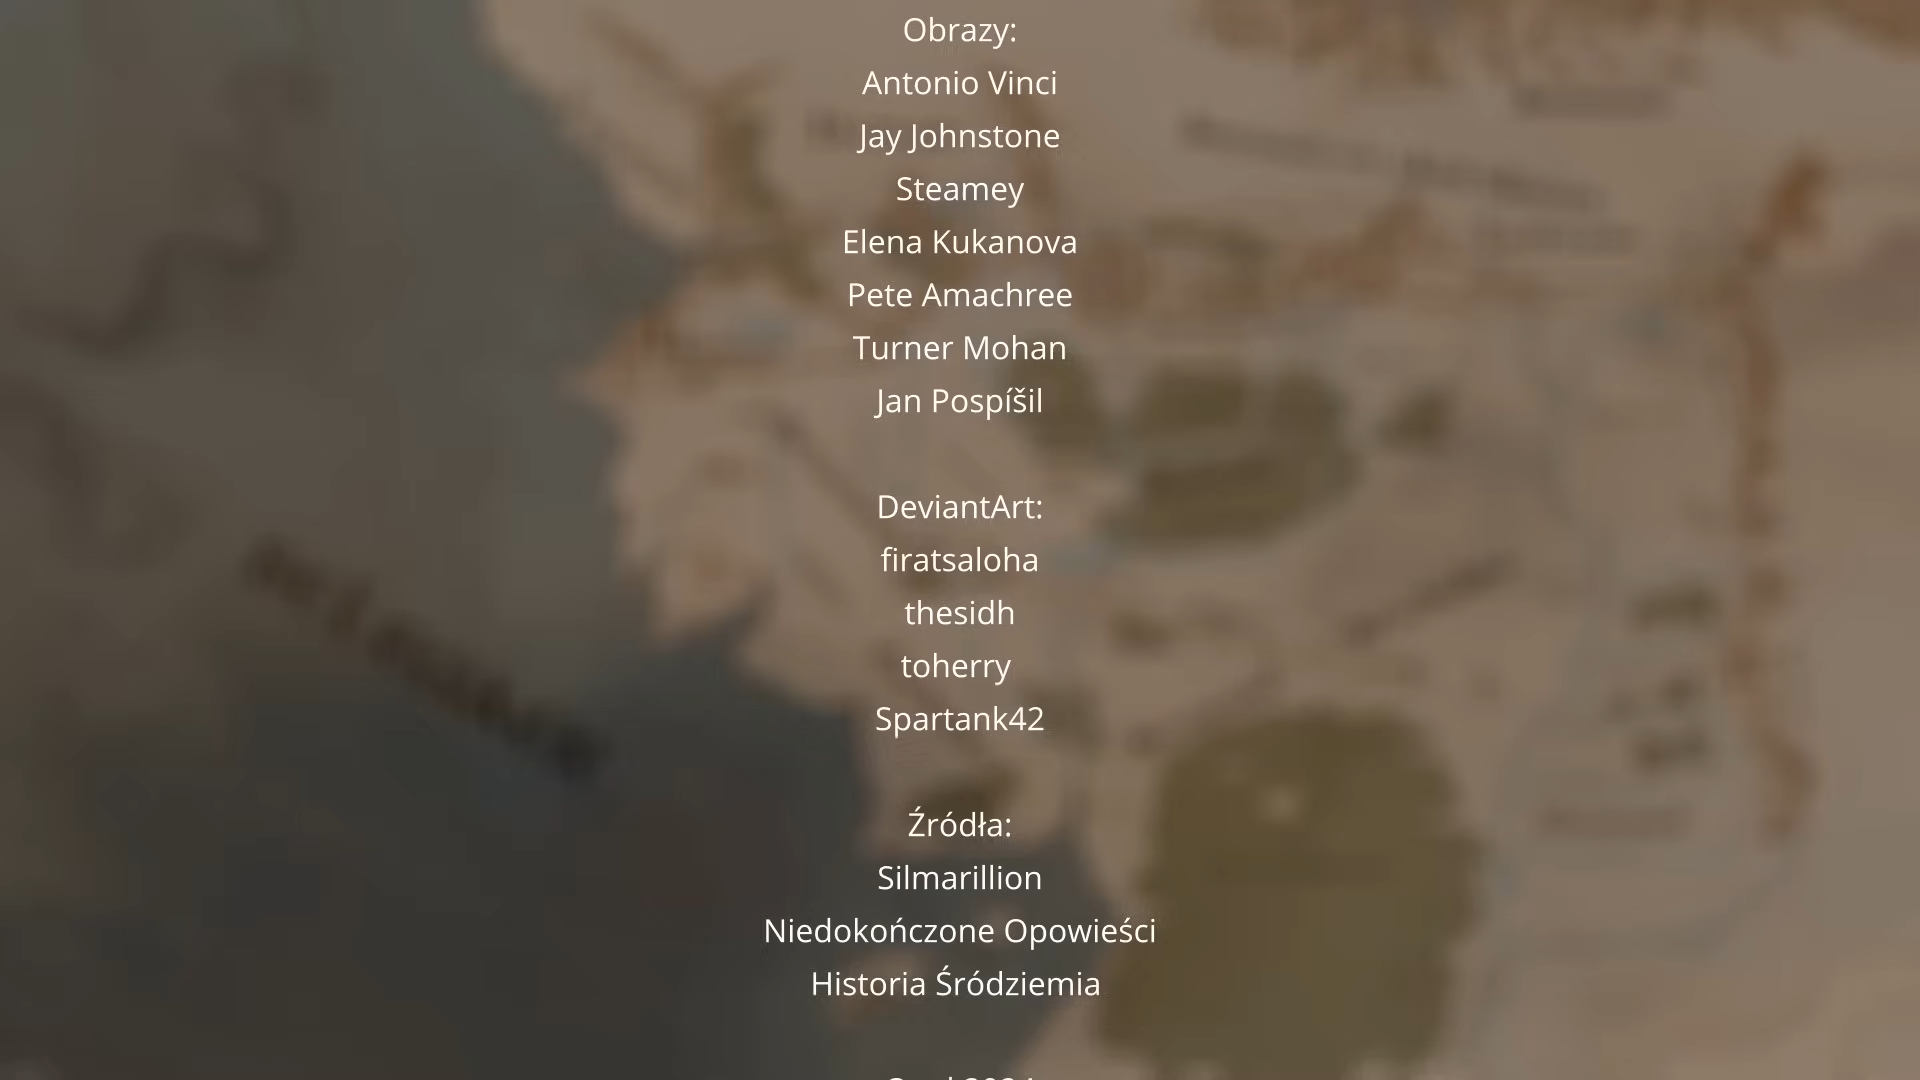 Obrazy:
Antonio Vinci
Jay Johnstone
Steamey
Elena Kukanova
Pete Amachree
Turner Mohan
Jan Pospíšil
DeviantArt:
firatsaloha
thesidh
toherry
Spartank42
Źródła:
Silmarillion
Niedokończone Opowieści
Historia Śródziemia